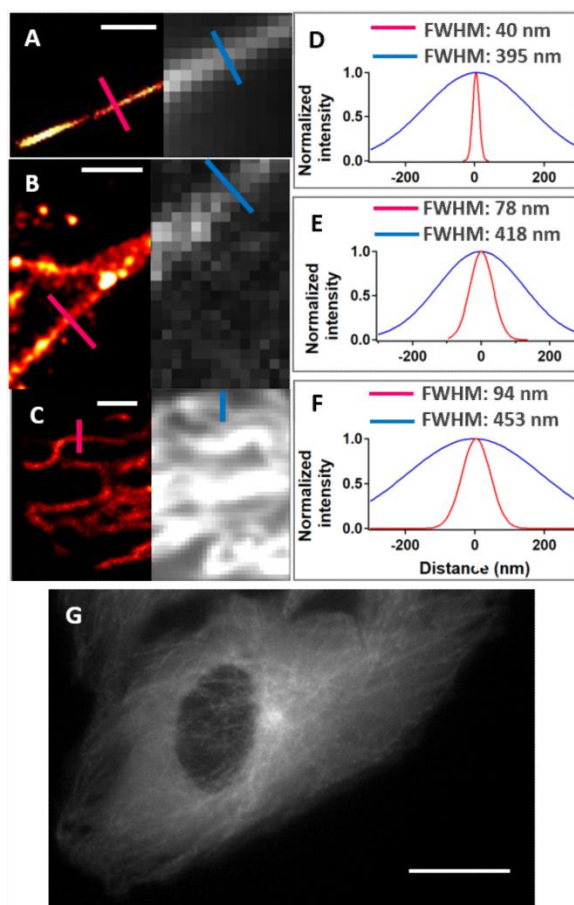 A
B
C
D
FWHM: 40 nm
FWHM: 395 nm
Normalized
intensity
1.0
0.5
0.0
-200
0
200
E
FWHM: 78 nm
FWHM: 418 nm
Normalized
intensity
1.0
0.5
0
-200
0
200
F
FWHM: 94 nm
FWHM: 453 nm
Normalized
intensity
1.0
0.5
0.0
-200
0
200
Distance (nm)
G